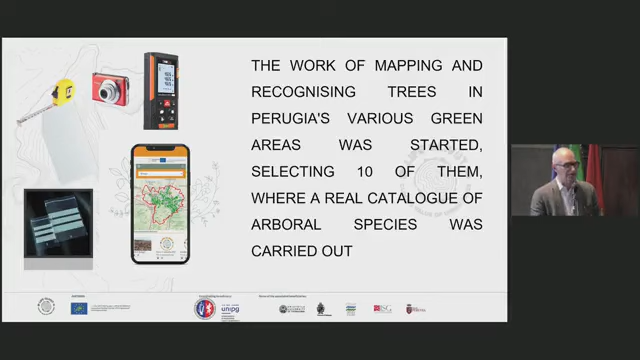 THE WORK OF MAPPING AND
RECOGNISING TREES IN
PERUGIA'S VARIOUS GREEN
AREAS WAS STARTED,
SELECTING 10 OF THEM,
WHERE A REAL CATALOGUE OF
ARBORAL SPECIES WAS
CARRIED OUT
unipg